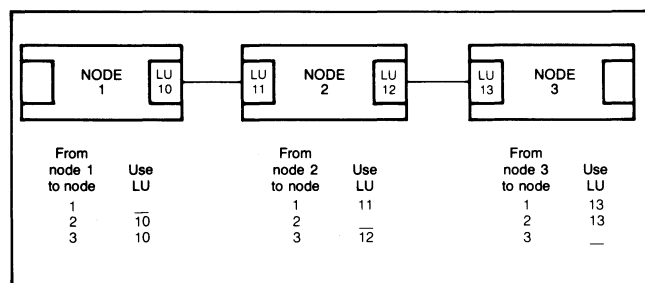 NODE 1 LU 10
LU 11 NODE 2 LU 12
LU 13 NODE 3
From node 1 to node Use LU
1 —
2 10
3 10
From node 2 to node Use LU
1 11
2 —
3 12
From node 3 to node Use LU
1 13
2 13
3 —